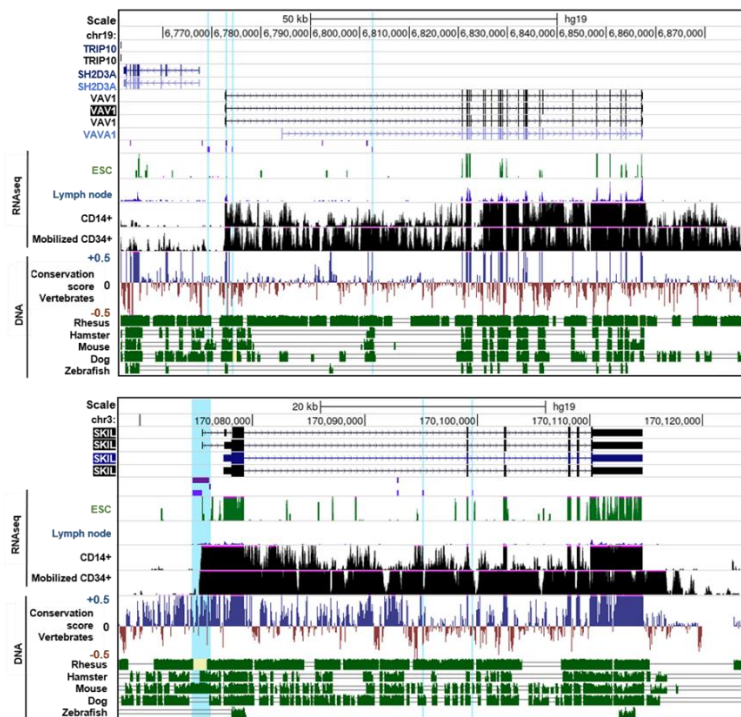 Scale 50 kb hg19
chr19: 6,770,000 6,780,000 6,790,000 6,800,000 6,810,000 6,820,000 6,830,000 6,840,000 6,850,000 6,860,000 6,870,000
TRIP10
TRIP10
SH2D3A
SH2D3A
VAV1
VAV1
VAV1
VAVA1
RNAseq
ESC
Lymph node
CD14+
Mobilized CD34+
DNA
+0.5
Conservation
score 0
Vertebrates
-0.5
Rhesus
Hamster
Mouse
Dog
Zebrafish
Scale 20 kb hg19
chr3: 170,080,000 170,090,000 170,100,000 170,110,000 170,120,000
SKIL
SKIL
SKIL
SKIL
RNAseq
ESC
Lymph node
CD14+
Mobilized CD34+
DNA
+0.5
Conservation
score 0
Vertebrates
-0.5
Rhesus
Hamster
Mouse
Dog
Zebrafish